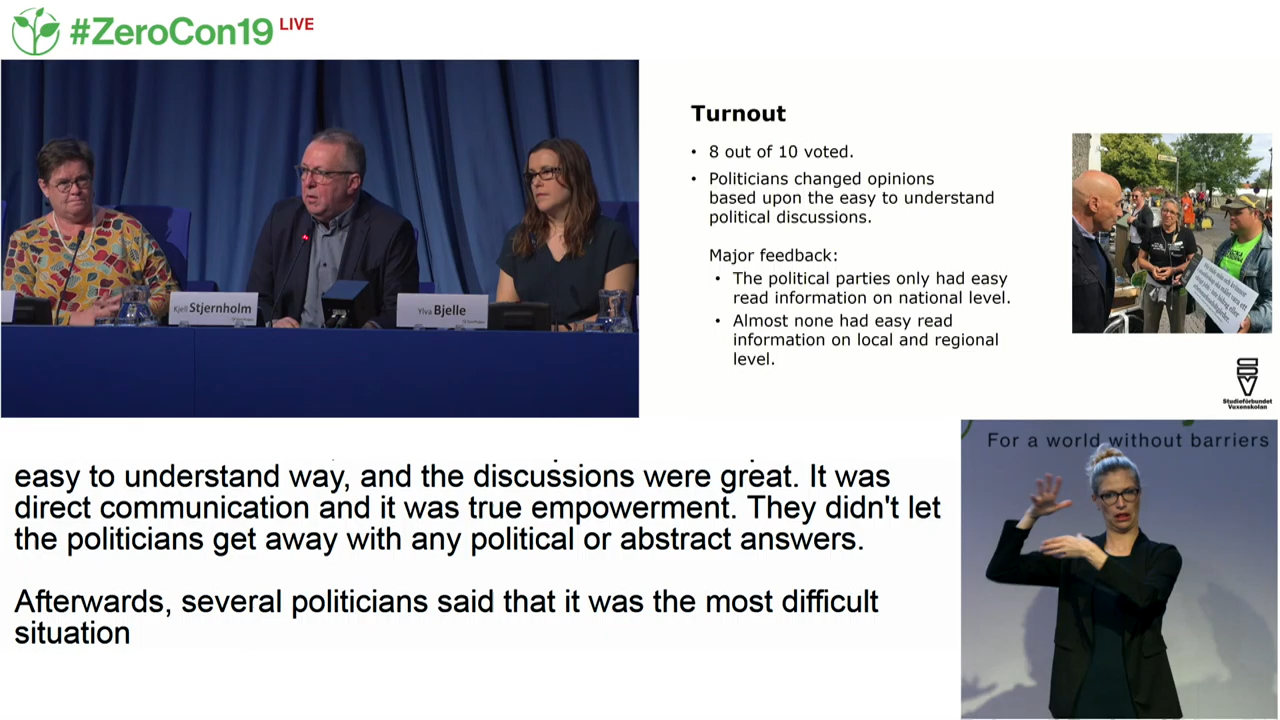 #ZeroCon19 LIVE
Kjell Stjernholm
Ylva Bjelle
Turnout
• 8 out of 10 voted.
• Politicians changed opinions
based upon the easy to understand
political discussions.
Major feedback:
• The political parties only had easy
read information on national level.
• Almost none had easy read
information on local and regional
level.
Studieförbundet
Vuxenskolan
easy to understand way, and the discussions were great. It was
direct communication and it was true empowerment. They didn't let
the politicians get away with any political or abstract answers.
Afterwards, several politicians said that it was the most difficult
situation
For a world without barriers